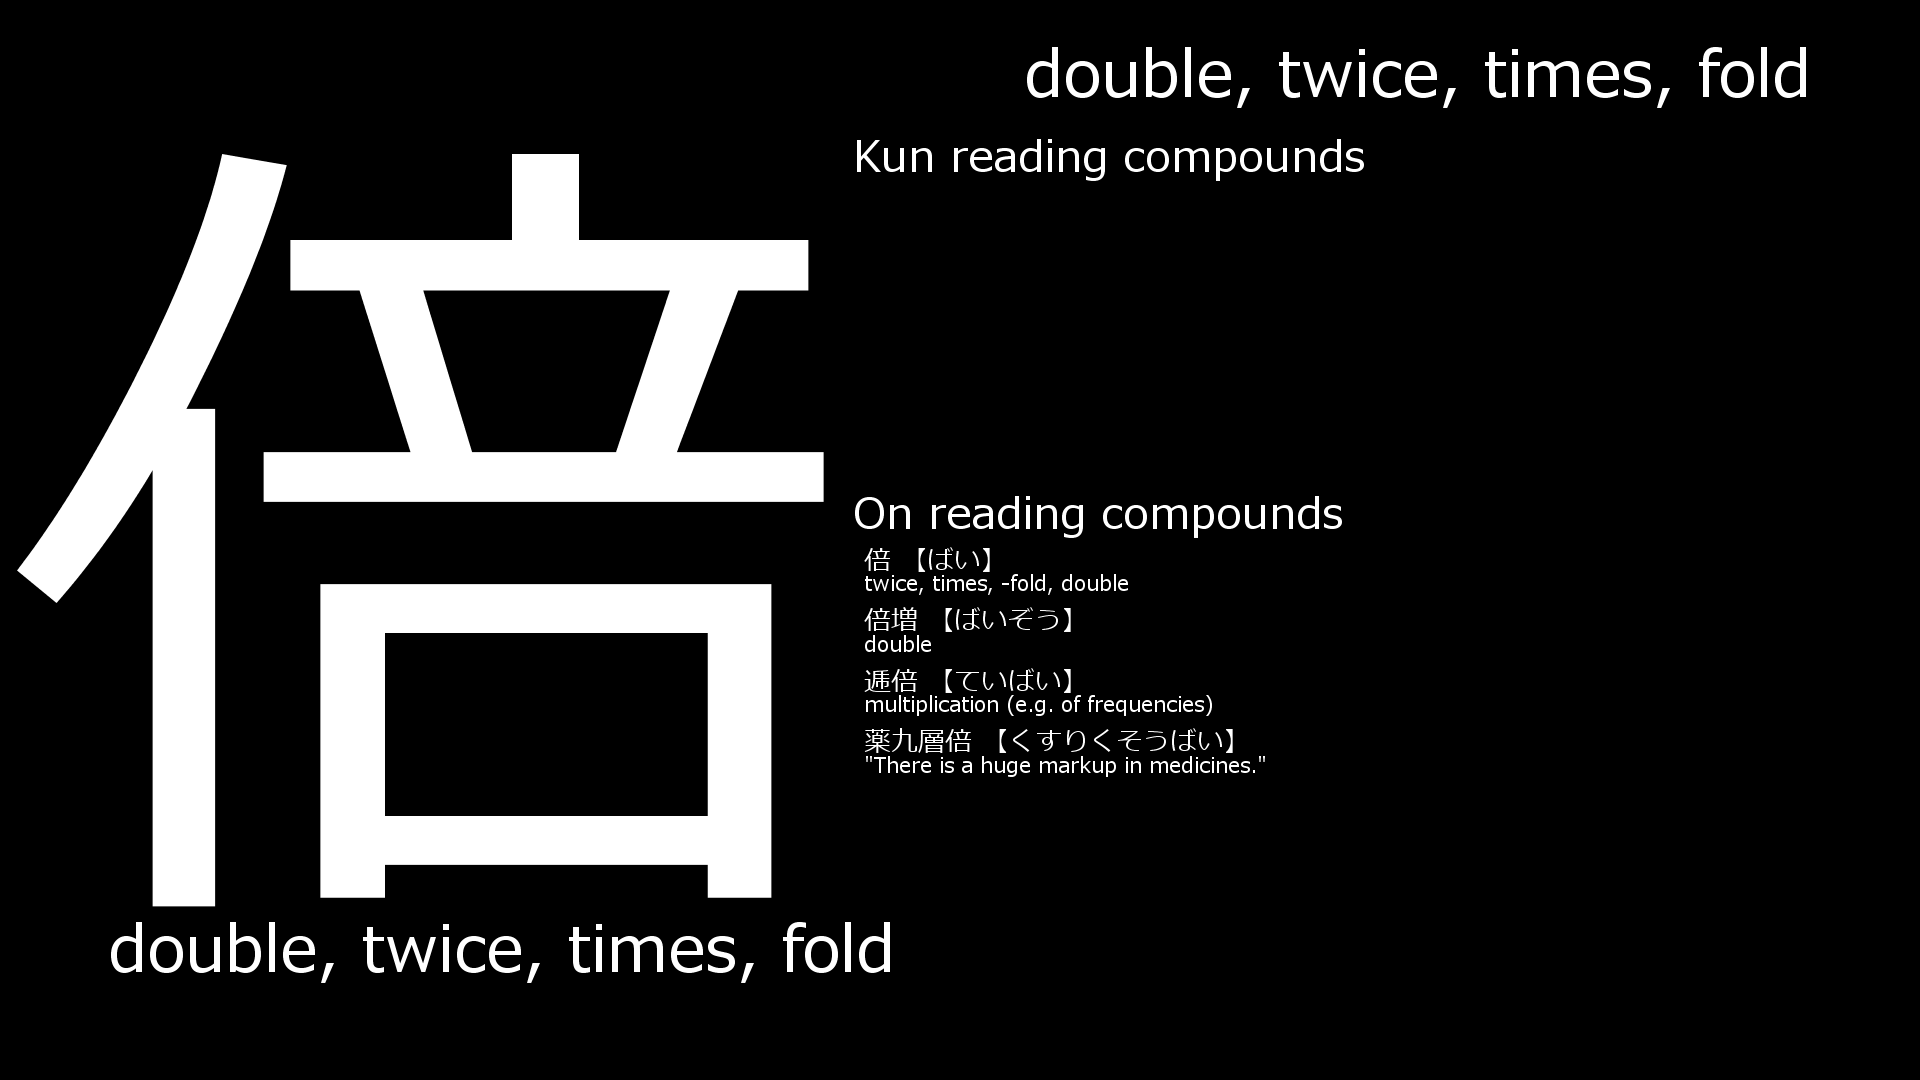 倍
double, twice, times, fold
double, twice, times, fold
Kun reading compounds
On reading compounds
倍 【ばい】
twice, times, -fold, double
倍増 【ばいぞう】
double
逓倍 【ていばい】
multiplication (e.g. of frequencies)
薬九層倍 【くすりくそうばい】
"There is a huge markup in medicines."